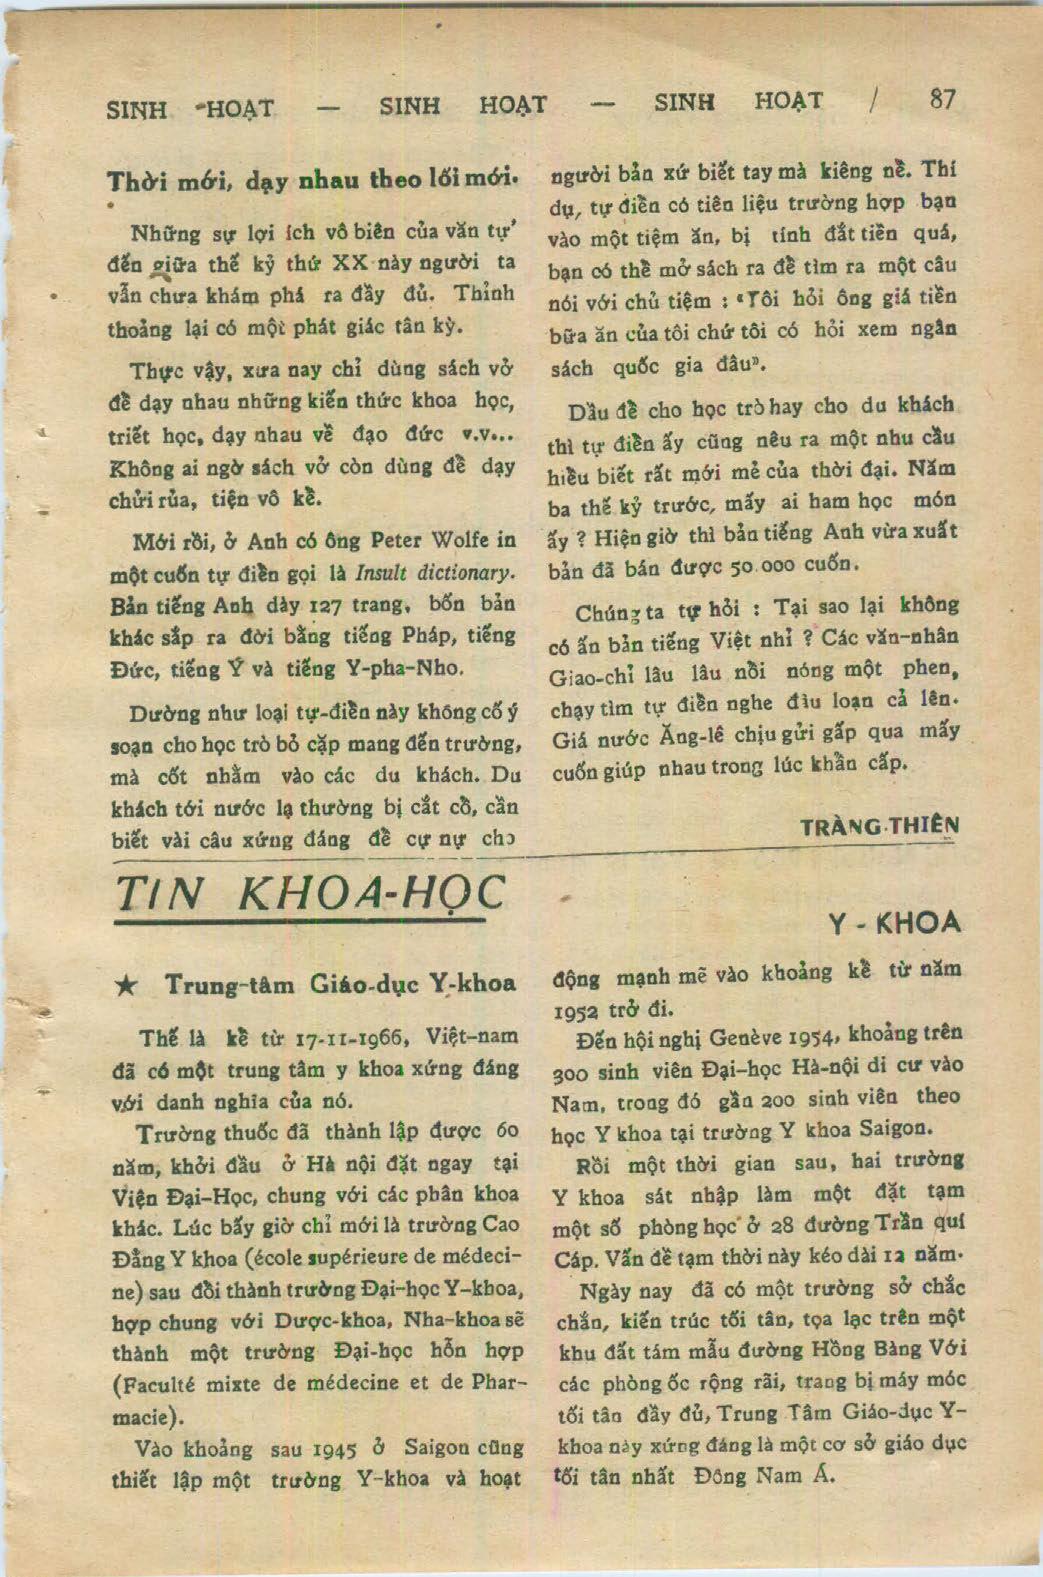 SINH HOẠT — SINH HOẠT — SINH HOẠT / 87
Thời mới, dạy nhau theo lối mới.
Những sự lợi ích vô biên của văn tự
đến giữa thế kỷ thứ XX này người ta
vẫn chưa khám phá ra đầy đủ. Thỉnh
thoảng lại có một phát giác tân kỳ.
Thực vậy, xưa nay chỉ dùng sách vở
để dạy nhau những kiến thức khoa học,
triết học, dạy nhau về đạo đức v.v...
Không ai ngờ sách vở còn dùng để dạy
chửi rủa, tiện vô kể.
Mới rồi, ở Anh có ông Peter Wolfe in
một cuốn tự điển gọi là Insult dictionary.
Bản tiếng Anh dày 127 trang, bốn bản
khác sắp ra đời bằng tiếng Pháp, tiếng
Đức, tiếng Ý và tiếng Y-pha-Nho.
Dường như loại tự-điển này không cố ý
soạn cho học trò bỏ cặp mang đến trường,
mà cốt nhằm vào các du khách. Du
khách tới nước lạ thường bị cắt cổ, cần
biết vài câu xứng đáng để cự nự cho
người bản xứ biết tay mà kiêng nể. Thí
dụ, tự điển có tiên liệu trường hợp bạn
vào một tiệm ăn, bị tính đắt tiền quá,
bạn có thể mở sách ra để tìm ra một câu
nói với chủ tiệm : «Tôi hỏi ông giá tiền
bữa ăn của tôi chứ tôi có hỏi xem ngân
sách quốc gia đâu».
Dầu để cho học trò hay cho du khách
thì tự điển ấy cũng nêu ra một nhu cầu
hiểu biết rất mới mẻ của thời đại. Năm
ba thế kỷ trước, mấy ai ham học món
ấy ? Hiện giờ thì bản tiếng Anh vừa xuất
bản đã bán được 50.000 cuốn.
Chúng ta tự hỏi : Tại sao lại không
có ấn bản tiếng Việt nhỉ ? Các văn-nhân
Giao-chỉ lâu lâu nổi nóng một phen,
chạy tìm tự điển nghe đìu loạn cả lên.
Giá nước Ăng-lê chịu gửi gấp qua mấy
cuốn giúp nhau trong lúc khẩn cấp.
TRÀNG-THIÊN
TIN KHOA-HỌC
Y - KHOA
★ Trung-tâm Giáo-dục Y-khoa
Thế là kể từ 17-11-1966, Việt-nam
đã có một trung tâm y khoa xứng đáng
với danh nghĩa của nó.
Trường thuốc đã thành lập được 60
năm, khởi đầu ở Hà nội đặt ngay tại
Viện Đại-Học, chung với các phân khoa
khác. Lúc bấy giờ chỉ mới là trường Cao
Đẳng Y khoa (école supérieure de médeci-
ne) sau đổi thành trường Đại-học Y-khoa,
hợp chung với Dược-khoa, Nha-khoa sẽ
thành một trường Đại-học hỗn hợp
(Faculté mixte de médecine et de Phar-
macie).
Vào khoảng sau 1945 ở Saigon cũng
thiết lập một trường Y-khoa và hoạt
động mạnh mẽ vào khoảng kể từ năm
1952 trở đi.
Đến hội nghị Genève 1954, khoảng trên
300 sinh viên Đại-học Hà-nội di cư vào
Nam, trong đó gần 200 sinh viên theo
học Y khoa tại trường Y khoa Saigon.
Rồi một thời gian sau, hai trường
Y khoa sát nhập làm một đặt tạm
một số phòng học ở 28 đường Trần quí
Cáp. Vấn đề tạm thời này kéo dài 12 năm.
Ngày nay đã có một trường sở chắc
chắn, kiến trúc tối tân, tọa lạc trên một
khu đất tám mẫu đường Hồng Bàng Với
các phòng ốc rộng rãi, trang bị máy móc
tối tân đầy đủ, Trung Tâm Giáo-dục Y-
khoa này xứng đáng là một cơ sở giáo dục
tối tân nhất Đông Nam Á.